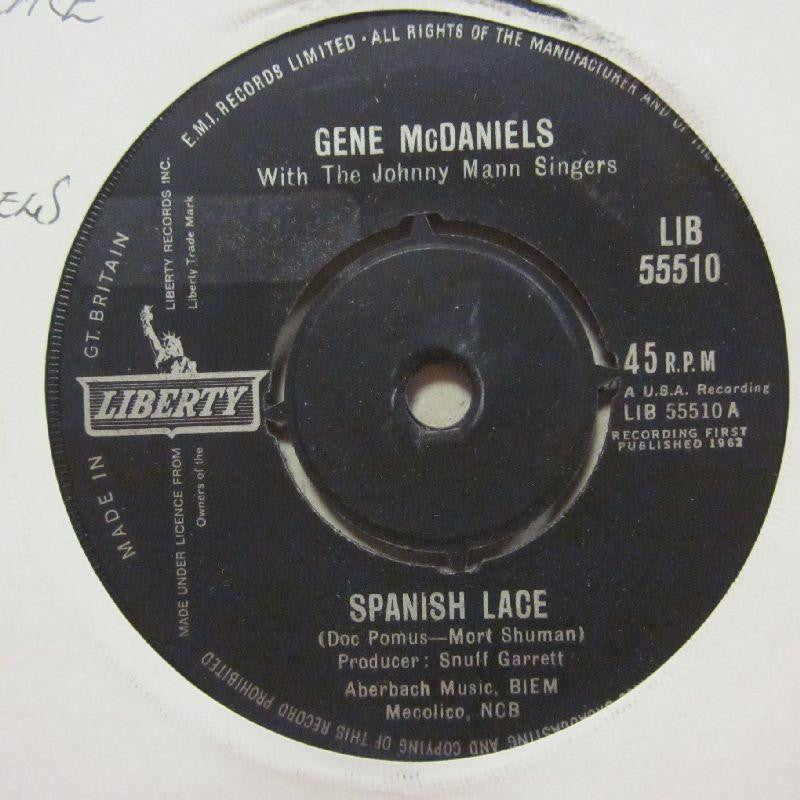 E.M.I. RECORDS LIMITED · ALL RIGHTS OF THE MANUFACTURER AND OF THE
GENE McDANIELS
With The Johnny Mann Singers
LIB
55510
45 R.P.M
A U.S.A. Recording
LIB 55510 A
RECORDING FIRST
PUBLISHED 1962
MADE IN GT. BRITAIN
LIBERTY RECORDS INC.
Liberty Trade Mark
LIBERTY
MADE UNDER LICENCE FROM
Owners of the
SPANISH LACE
(Doc Pomus—Mort Shuman)
Producer: Snuff Garrett
Aberbach Music, BIEM
Mecolico, NCB
BROADCASTING AND COPYING OF THIS RECORD PROHIBITED